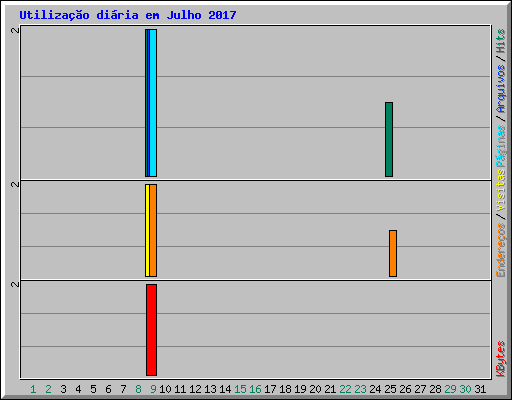 Utilização diária em Julho 2017
2
2
2
1 2 3 4 5 6 7 8 9 10 11 12 13 14 15 16 17 18 19 20 21 22 23 24 25 26 27 28 29 30 31
Páginas / Arquivos / Hits
Endereços / Visitas
KBytes